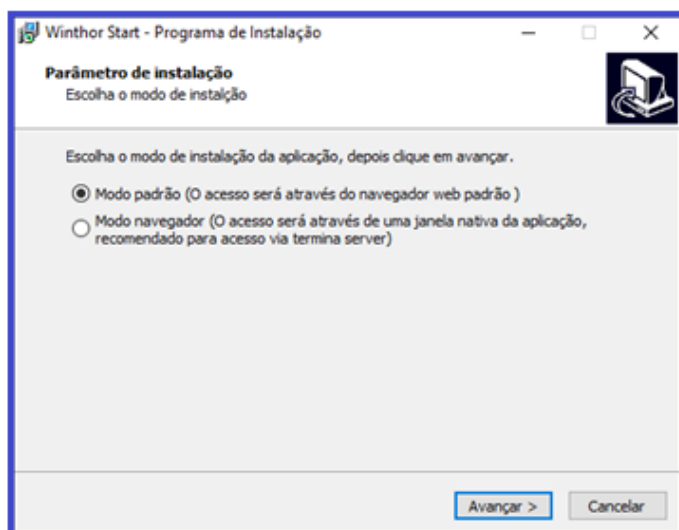 Winthor Start - Programa de Instalação
Parâmetro de instalação
Escolha o modo de instalção
Escolha o modo de instalação da aplicação, depois clique em avançar.
Modo padrão (O acesso será através do navegador web padrão )
Modo navegador (O acesso será através de uma janela nativa da aplicação,
recomendado para acesso via termina server)
Avançar >
Cancelar